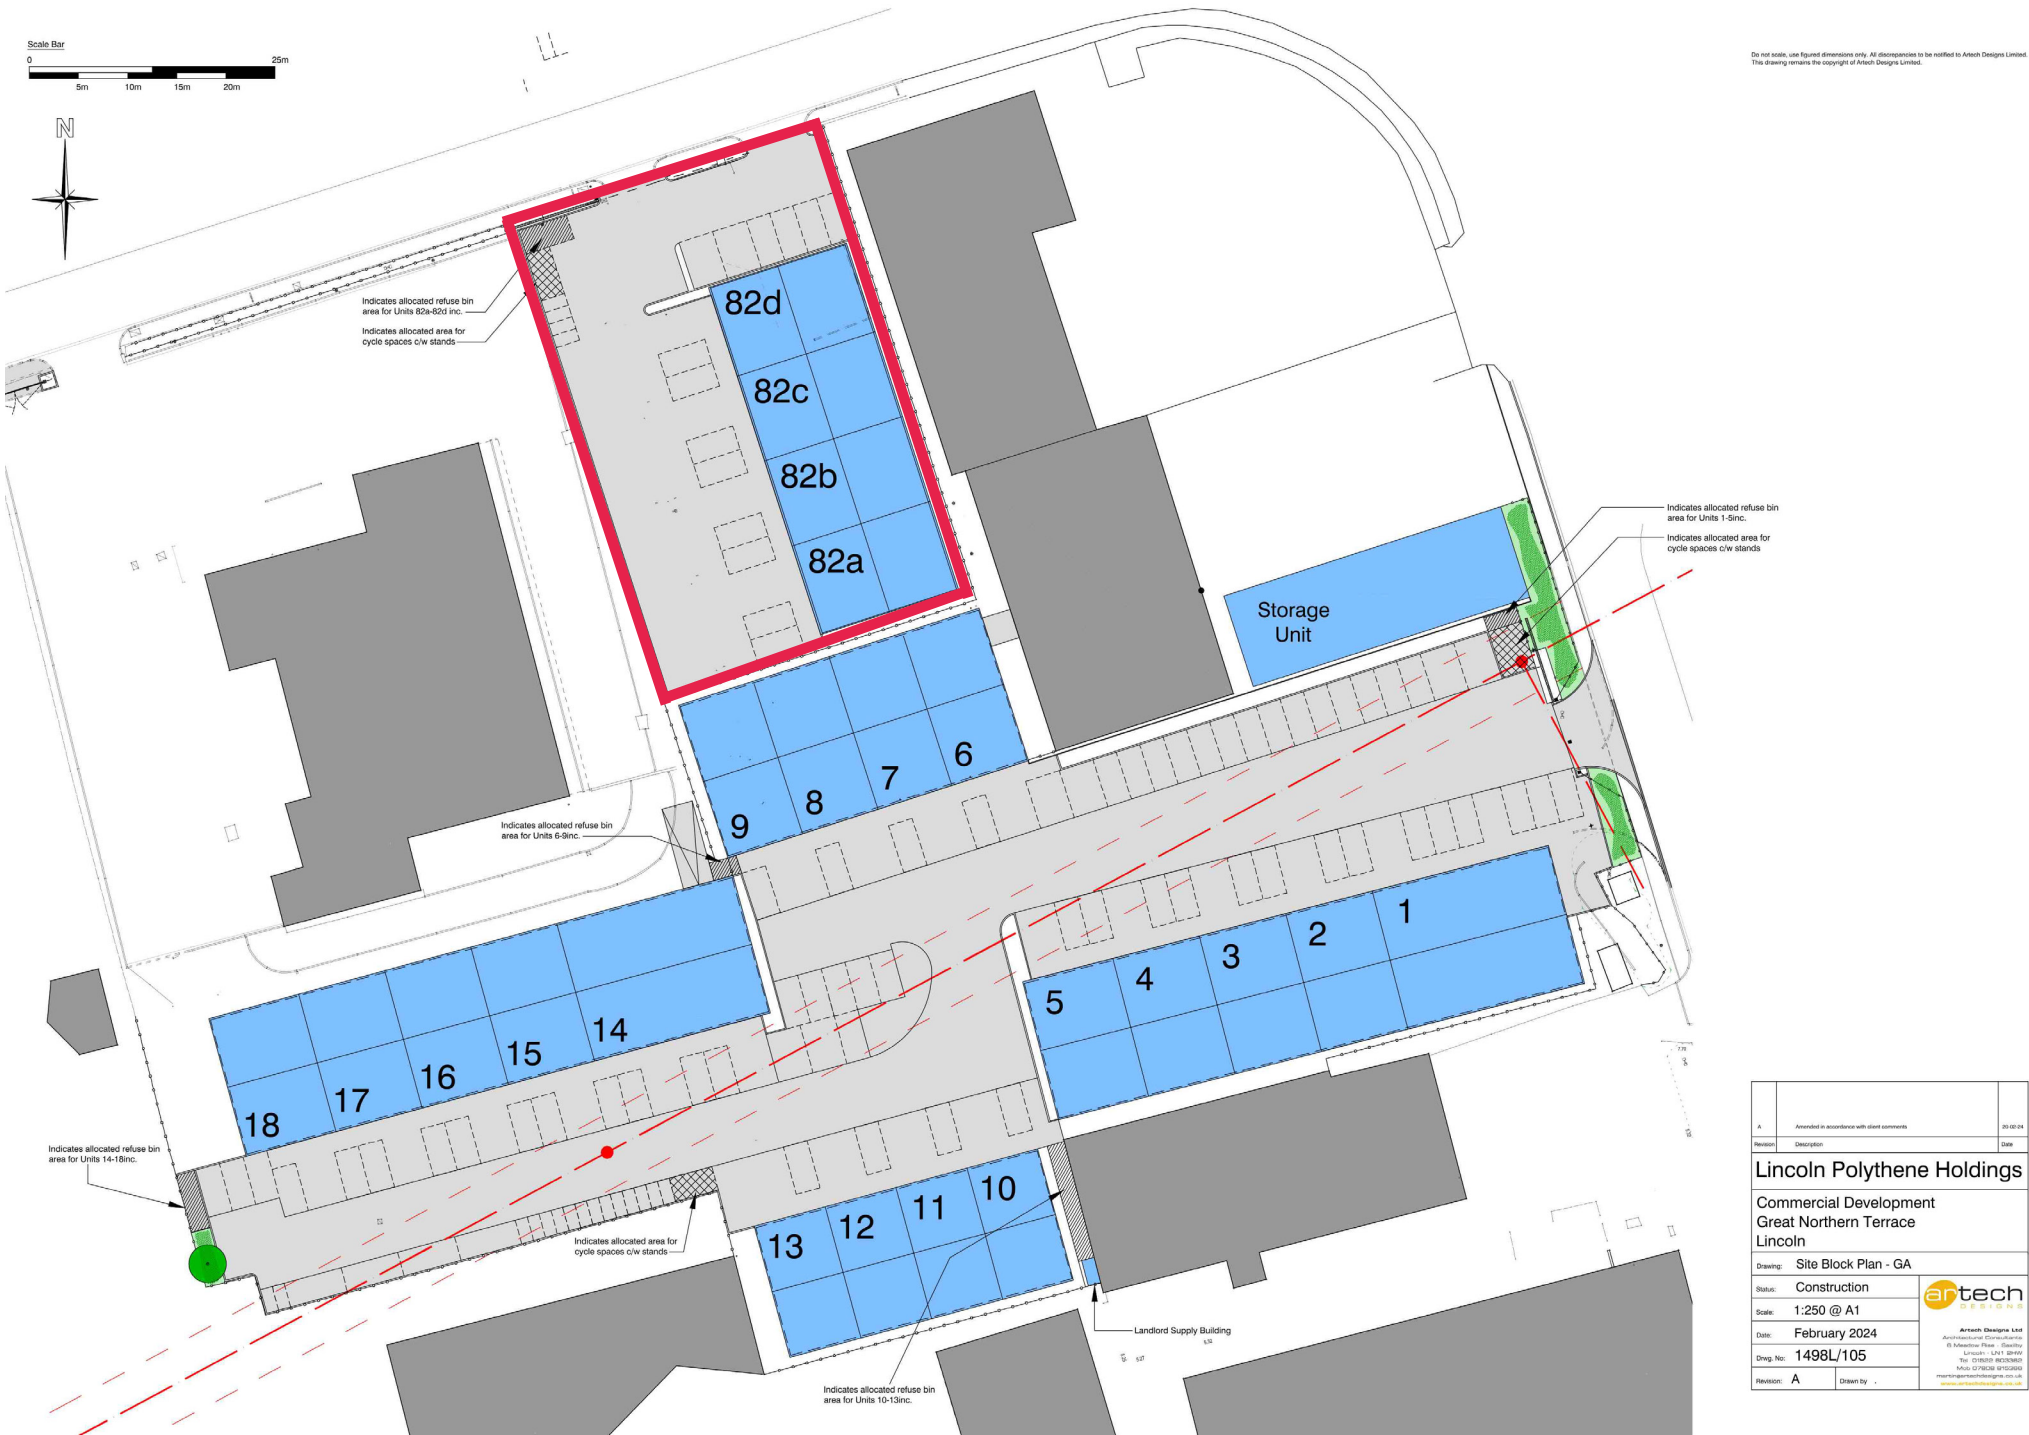 Scale Bar
0
25m
5m
10m
15m
20m
N
Do not scale, use figured dimensions only. All discrepancies to be notified to Artech Designs Limited.
This drawing remains the copyright of Artech Designs Limited.
Indicates allocated refuse bin
area for Units 82a-82d inc.
Indicates allocated area for
cycle spaces c/w stands
82d
82c
82b
82a
Indicates allocated refuse bin
area for Units 1-5inc.
Indicates allocated area for
cycle spaces c/w stands
Storage
Unit
6
7
8
9
Indicates allocated refuse bin
area for Units 6-9inc.
1
2
3
4
5
14
15
16
17
18
Indicates allocated refuse bin
area for Units 14-18inc.
10
11
12
13
Indicates allocated area for
cycle spaces c/w stands
Landlord Supply Building
Indicates allocated refuse bin
area for Units 10-13inc.
A
Amended in accordance with client comments
20-02-24
Revision
Description
Date
Lincoln Polythene Holdings
Commercial Development
Great Northern Terrace
Lincoln
Drawing: Site Block Plan - GA
Status: Construction
Scale: 1:250 @ A1
Date: February 2024
Drwg. No: 1498L/105
Revision: A
Drawn by .
artech
DESIGNS
Artech Designs Ltd
Architectural Consultants
6 Meadow Rise - Saxilby